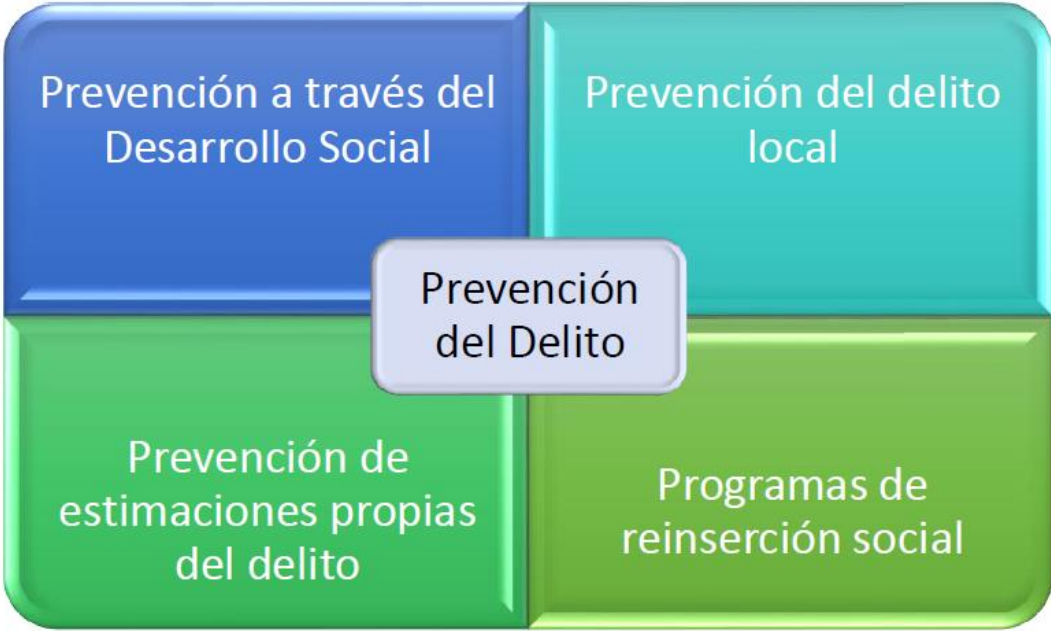 Prevención a través del
Desarrollo Social
Prevención del delito
local
Prevención
del Delito
Prevención de
estimaciones propias
del delito
Programas de
reinserción social